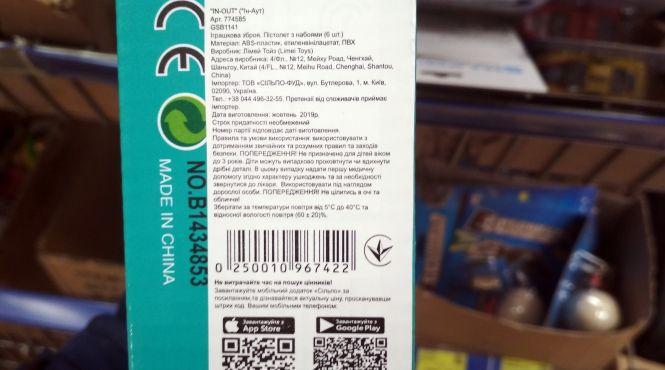 "IN-OUT" ("Ін-Аут")
Арт. 774585
GSB1141
Іграшкова зброя. Пістолет з набоями (6 шт.)
Матеріал: ABS-пластик, етиленвінілацетат, ПВХ
Виробник: Лімей Тойз (Limei Toys)
Адреса виробника: 4/Фл., №12, Мейху Роад, Ченгхай,
Шаньтоу, Китай (4/FL., №12, Meihu Road, Chenghai, Shantou,
China)
Імпортер: ТОВ «СІЛЬПО-ФУД», вул. Бутлерова, 1, м. Київ,
02090, Україна.
Тел.: +38 044 496-32-55. Претензії від споживачів приймає
імпортер.
Дата виготовлення: жовтень 2019р.
Строк придатності необмежений
Номер партії відповідає даті виготовлення.
Правила та умови використання: використовувати з
дотриманням звичайних та розумних правил та заходів
безпеки. ПОПЕРЕДЖЕННЯ! Не призначено для дітей віком
до 3 років. Діти можуть випадково проковтнути чи вдихнути
дрібні деталі. В цьому випадку надати першу медичну
допомогу згідно характеру ушкоджень та за необхідності
звернутися до лікаря. Використовувати під наглядом
дорослої особи. ПОПЕРЕДЖЕННЯ! Не цілитись в очі та
обличчя!
Зберігати за температури повітря від 5°С до 40°С та
відносної вологості повітря (60 ± 20)%.
0 250010 967422
Не витрачайте час на пошук цінників!
Завантажуйте мобільний додаток «Сільпо» за
посиланням та дізнавайтеся актуальну ціну, просканувавши
штрих код. Вашим мобільним телефоном:
Завантажуйте з
App Store
Завантажуйте з
Google Play
CE
NO.B1434853
MADE IN CHINA